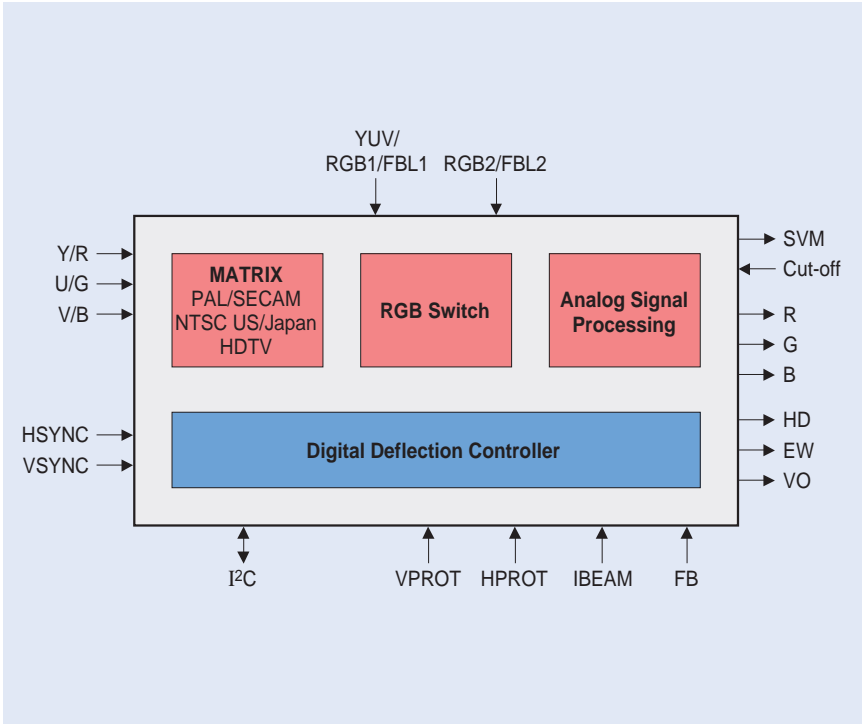 YUV/
RGB1/FBL1
RGB2/FBL2
Y/R
U/G
V/B
MATRIX
PAL/SECAM
NTSC US/Japan
HDTV
RGB Switch
Analog Signal
Processing
SVM
Cut-off
R
G
B
HSYNC
VSYNC
Digital Deflection Controller
HD
EW
VO
I²C
VPROT
HPROT
IBEAM
FB